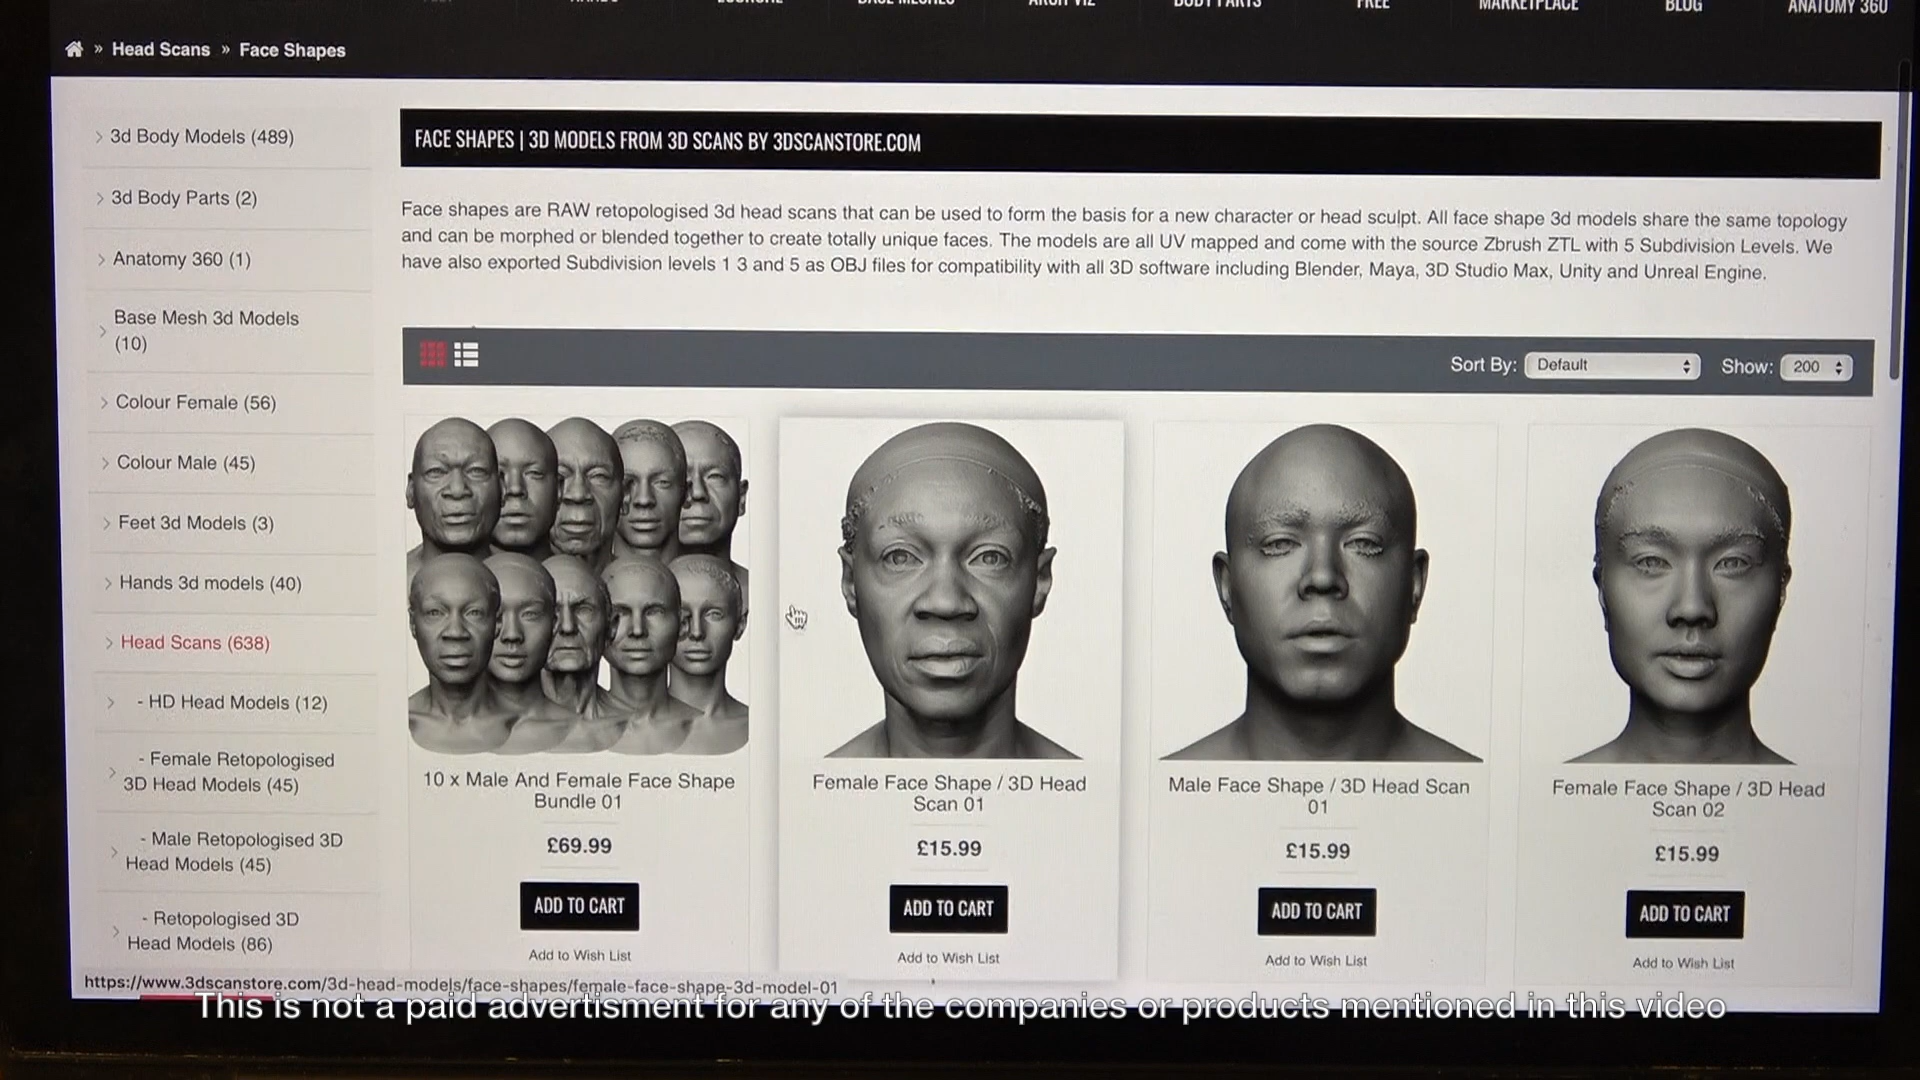 BODY PARTS
FREE
MARKETPLACE
BLOG
ANATOMY 360
» Head Scans » Face Shapes
3d Body Models (489)
3d Body Parts (2)
Anatomy 360 (1)
Base Mesh 3d Models
(10)
Colour Female (56)
Colour Male (45)
Feet 3d Models (3)
Hands 3d models (40)
Head Scans (638)
- HD Head Models (12)
- Female Retopologised
3D Head Models (45)
- Male Retopologised 3D
Head Models (45)
- Retopologised 3D
Head Models (86)
FACE SHAPES | 3D MODELS FROM 3D SCANS BY 3DSCANSTORE.COM
Face shapes are RAW retopologised 3d head scans that can be used to form the basis for a new character or head sculpt. All face shape 3d models share the same topology
and can be morphed or blended together to create totally unique faces. The models are all UV mapped and come with the source Zbrush ZTL with 5 Subdivision Levels. We
have also exported Subdivision levels 1 3 and 5 as OBJ files for compatibility with all 3D software including Blender, Maya, 3D Studio Max, Unity and Unreal Engine.
Sort By: Default Show: 200
10 x Male And Female Face Shape
Bundle 01
£69.99
ADD TO CART
Add to Wish List
Female Face Shape / 3D Head
Scan 01
£15.99
ADD TO CART
Add to Wish List
Male Face Shape / 3D Head Scan
01
£15.99
ADD TO CART
Add to Wish List
Female Face Shape / 3D Head
Scan 02
£15.99
ADD TO CART
Add to Wish List
https://www.3dscanstore.com/3d-head-models/face-shapes/female-face-shape-3d-model-01
This is not a paid advertisment for any of the companies or products mentioned in this video